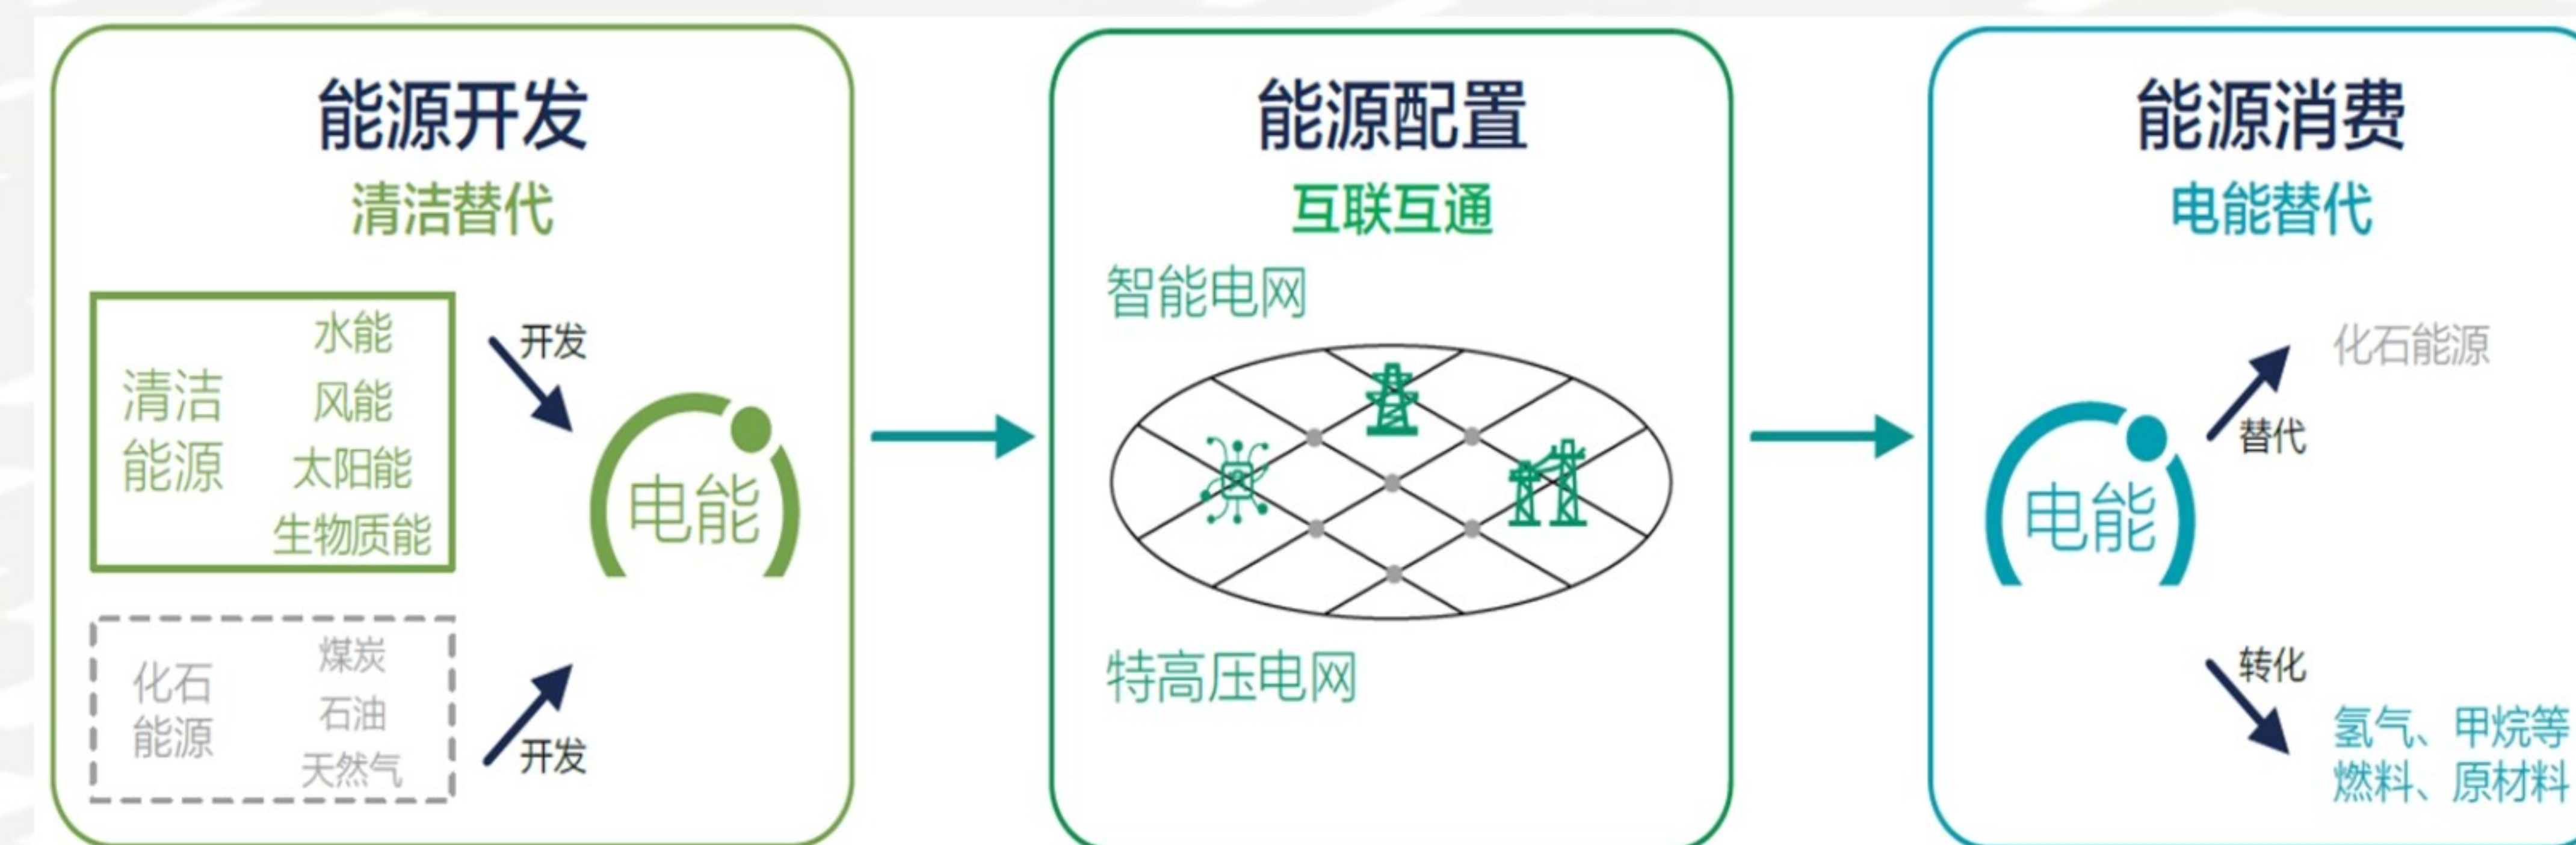 能源开发
清洁替代
清洁
能源
水能
风能
太阳能
生物质能
开发
电能
化石
能源
煤炭
石油
天然气
开发
能源配置
互联互通
智能电网
特高压电网
能源消费
电能替代
化石能源
替代
电能
转化
氢气、甲烷等
燃料、原材料